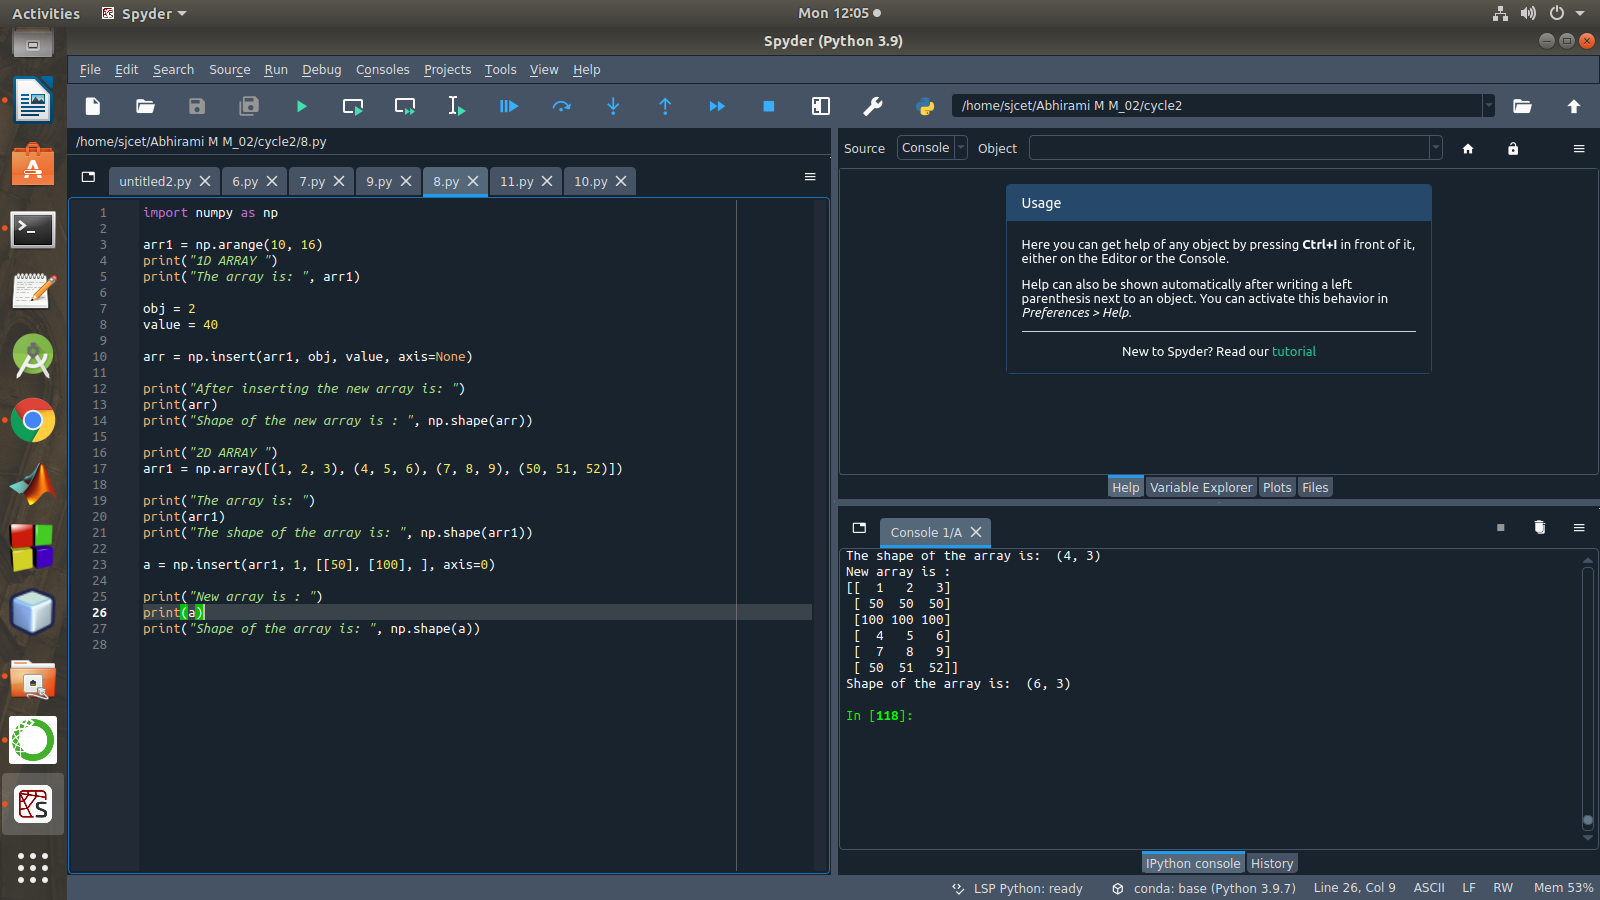 Activities
Spyder
Mon 12:05
Spyder (Python 3.9)
File Edit Search Source Run Debug Consoles Projects Tools View Help
/home/sjcet/Abhirami M M_02/cycle2
/home/sjcet/Abhirami M M_02/cycle2/8.py
untitled2.py 6.py 7.py 9.py 8.py 11.py 10.py
1 import numpy as np
2
3 arr1 = np.arange(10, 16)
4 print("1D ARRAY ")
5 print("The array is: ", arr1)
6
7 obj = 2
8 value = 40
9
10 arr = np.insert(arr1, obj, value, axis=None)
11
12 print("After inserting the new array is: ")
13 print(arr)
14 print("Shape of the new array is : ", np.shape(arr))
15
16 print("2D ARRAY ")
17 arr1 = np.array([(1, 2, 3), (4, 5, 6), (7, 8, 9), (50, 51, 52)])
18
19 print("The array is: ")
20 print(arr1)
21 print("The shape of the array is: ", np.shape(arr1))
22
23 a = np.insert(arr1, 1, [[50], [100], ], axis=0)
24
25 print("New array is : ")
26 print(a)
27 print("Shape of the array is: ", np.shape(a))
28
Source Console Object
Usage
Here you can get help of any object by pressing Ctrl+I in front of it,
either on the Editor or the Console.
Help can also be shown automatically after writing a left
parenthesis next to an object. You can activate this behavior in
Preferences > Help.
New to Spyder? Read our tutorial
Help Variable Explorer Plots Files
Console 1/A
The shape of the array is:  (4, 3)
New array is :
[[  1   2   3]
 [ 50  50  50]
 [100 100 100]
 [  4   5   6]
 [  7   8   9]
 [ 50  51  52]]
Shape of the array is:  (6, 3)
In [118]:
IPython console History
LSP Python: ready conda: base (Python 3.9.7) Line 26, Col 9 ASCII LF RW Mem 53%